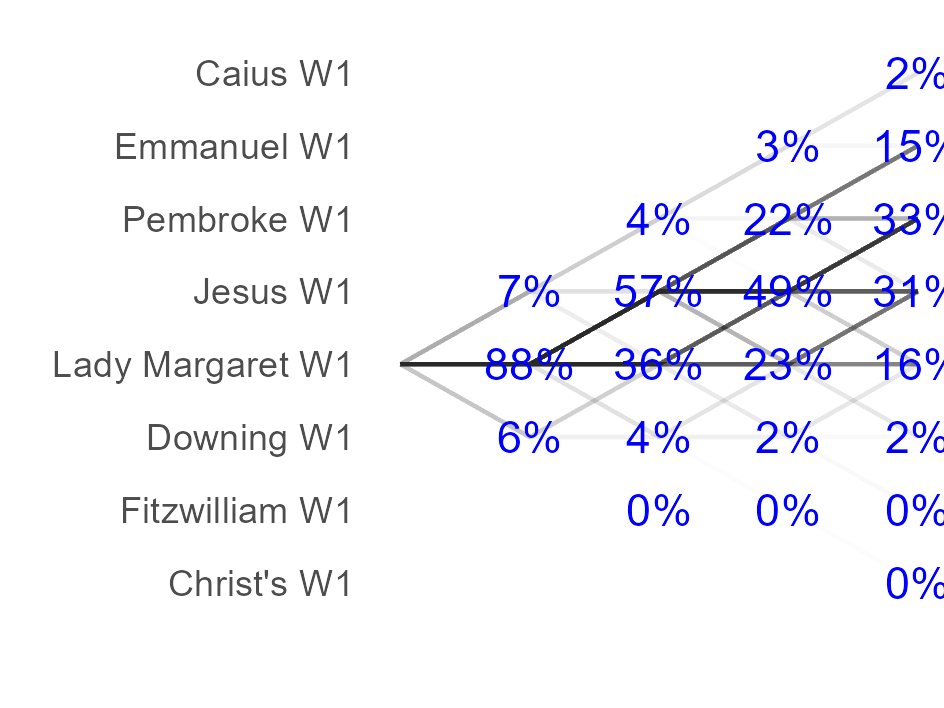 Caius W1 2%
Emmanuel W1 3% 15%
Pembroke W1 4% 22% 33%
Jesus W1 7% 57% 49% 31%
Lady Margaret W1 88% 36% 23% 16%
Downing W1 6% 4% 2% 2%
Fitzwilliam W1 0% 0% 0%
Christ's W1 0%